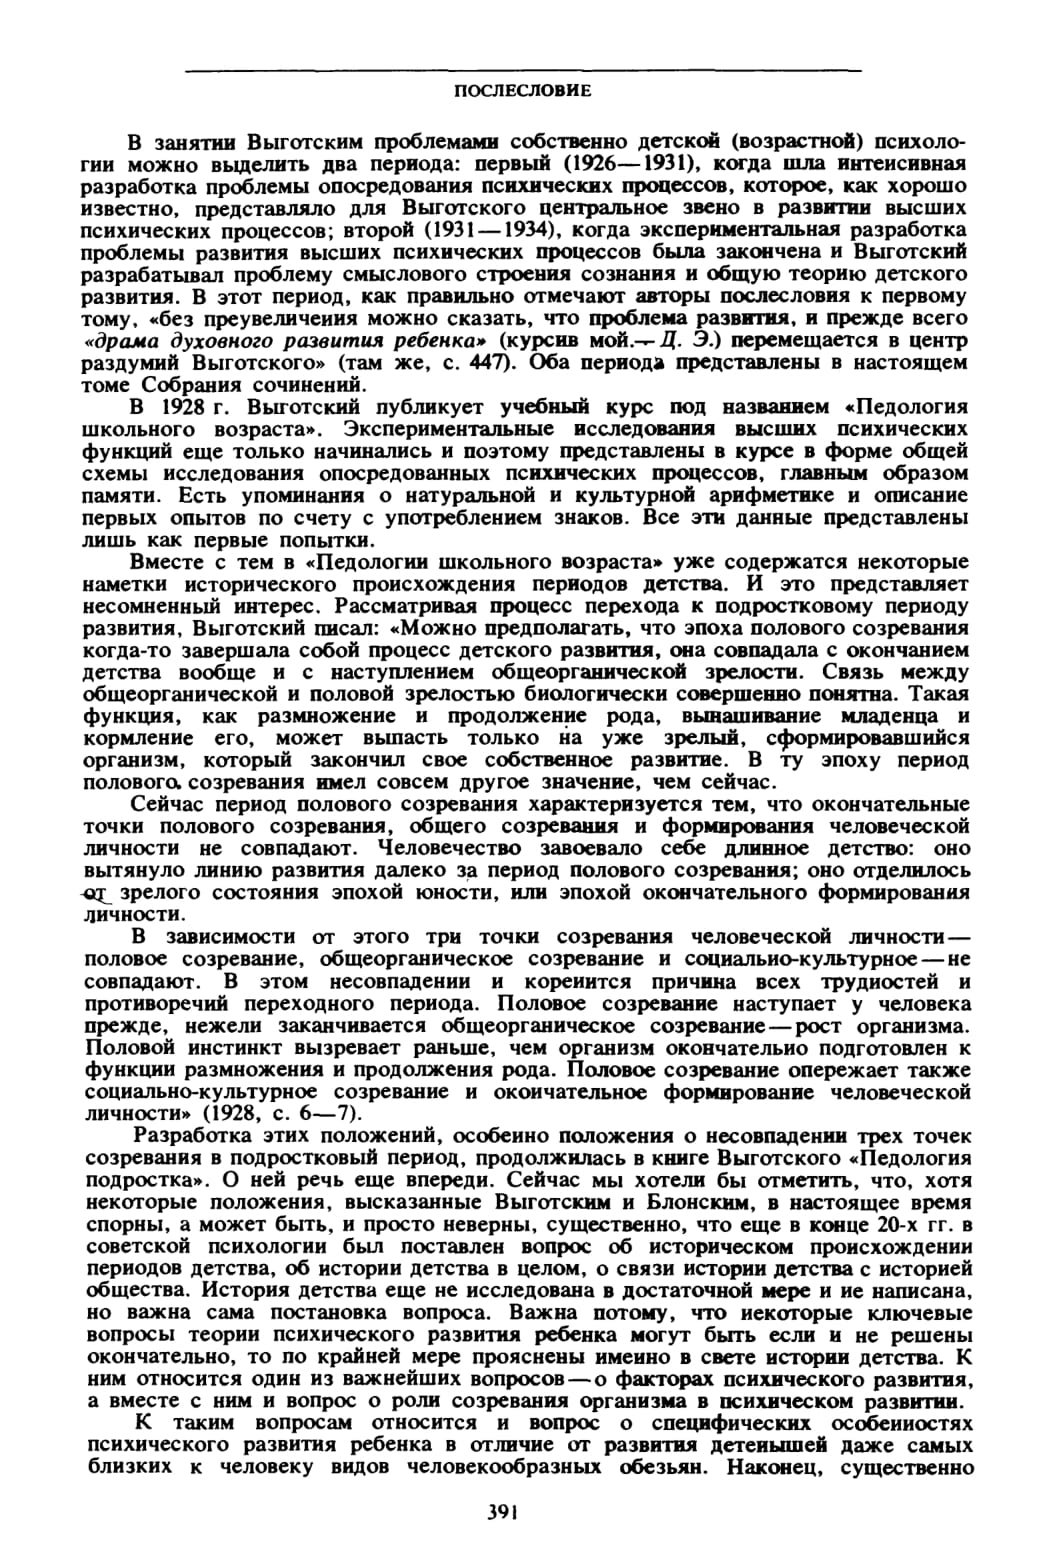 ПОСЛЕСЛОВИЕ
В занятии Выготским проблемами собственно детской (возрастной) психоло-
гии можно выделить два периода: первый (1926—1931), когда шла интенсивная
разработка проблемы опосредования психических процессов, которое, как хорошо
известно, представляло для Выготского центральное звено в развитии высших
психических процессов; второй (1931—1934), когда экспериментальная разработка
проблемы развития высших психических процессов была закончена и Выготский
разрабатывал проблему смыслового строения сознания и общую теорию детского
развития. В этот период, как правильно отмечают авторы послесловия к первому
тому, «без преувеличения можно сказать, что проблема развития, и прежде всего
«драма духовного развития ребенка» (курсив мой.— Д. Э.) перемещается в центр
раздумий Выготского» (там же, с. 447). Оба периода представлены в настоящем
томе Собрания сочинений.
В 1928 г. Выготский публикует учебный курс под названием «Педология
школьного возраста». Экспериментальные исследования высших психических
функций еще только начинались и поэтому представлены в курсе в форме общей
схемы исследования опосредованных психических процессов, главным образом
памяти. Есть упоминания о натуральной и культурной арифметике и описание
первых опытов по счету с употреблением знаков. Все эти данные представлены
лишь как первые попытки.
Вместе с тем в «Педологии школьного возраста» уже содержатся некоторые
наметки исторического происхождения периодов детства. И это представляет
несомненный интерес. Рассматривая процесс перехода к подростковому периоду
развития, Выготский писал: «Можно предполагать, что эпоха полового созревания
когда-то завершала собой процесс детского развития, она совпадала с окончанием
детства вообще и с наступлением общеорганической зрелости. Связь между
общеорганической и половой зрелостью биологически совершенно понятна. Такая
функция, как размножение и продолжение рода, вынашивание младенца и
кормление его, может выпасть только на уже зрелый, сформировавшийся
организм, который закончил свое собственное развитие. В ту эпоху период
полового созревания имел совсем другое значение, чем сейчас.
Сейчас период полового созревания характеризуется тем, что окончательные
точки полового созревания, общего созревания и формирования человеческой
личности не совпадают. Человечество завоевало себе длинное детство: оно
вытянуло линию развития далеко за период полового созревания; оно отделилось
от зрелого состояния эпохой юности, или эпохой окончательного формирования
личности.
В зависимости от этого три точки созревания человеческой личности—
половое созревание, общеорганическое созревание и социально-культурное—не
совпадают. В этом несовпадении и коренится причина всех трудностей и
противоречий переходного периода. Половое созревание наступает у человека
прежде, нежели заканчивается общеорганическое созревание—рост организма.
Половой инстинкт вызревает раньше, чем организм окончательно подготовлен к
функции размножения и продолжения рода. Половое созревание опережает также
социально-культурное созревание и окончательное формирование человеческой
личности» (1928, с. 6—7).
Разработка этих положений, особенно положения о несовпадении трех точек
созревания в подростковый период, продолжилась в книге Выготского «Педология
подростка». О ней речь еще впереди. Сейчас мы хотели бы отметить, что, хотя
некоторые положения, высказанные Выготским и Блонским, в настоящее время
спорны, а может быть, и просто неверны, существенно, что еще в конце 20-х гг. в
советской психологии был поставлен вопрос об историческом происхождении
периодов детства, об истории детства в целом, о связи истории детства с историей
общества. История детства еще не исследована в достаточной мере и не написана,
но важна сама постановка вопроса. Важна потому, что некоторые ключевые
вопросы теории психического развития ребенка могут быть если и не решены
окончательно, то по крайней мере прояснены именно в свете истории детства. К
ним относится один из важнейших вопросов—о факторах психического развития,
а вместе с ним и вопрос о роли созревания организма в психическом развитии.
К таким вопросам относится и вопрос о специфических особенностях
психического развития ребенка в отличие от развития детенышей даже самых
близких к человеку видов человекообразных обезьян. Наконец, существенно
391